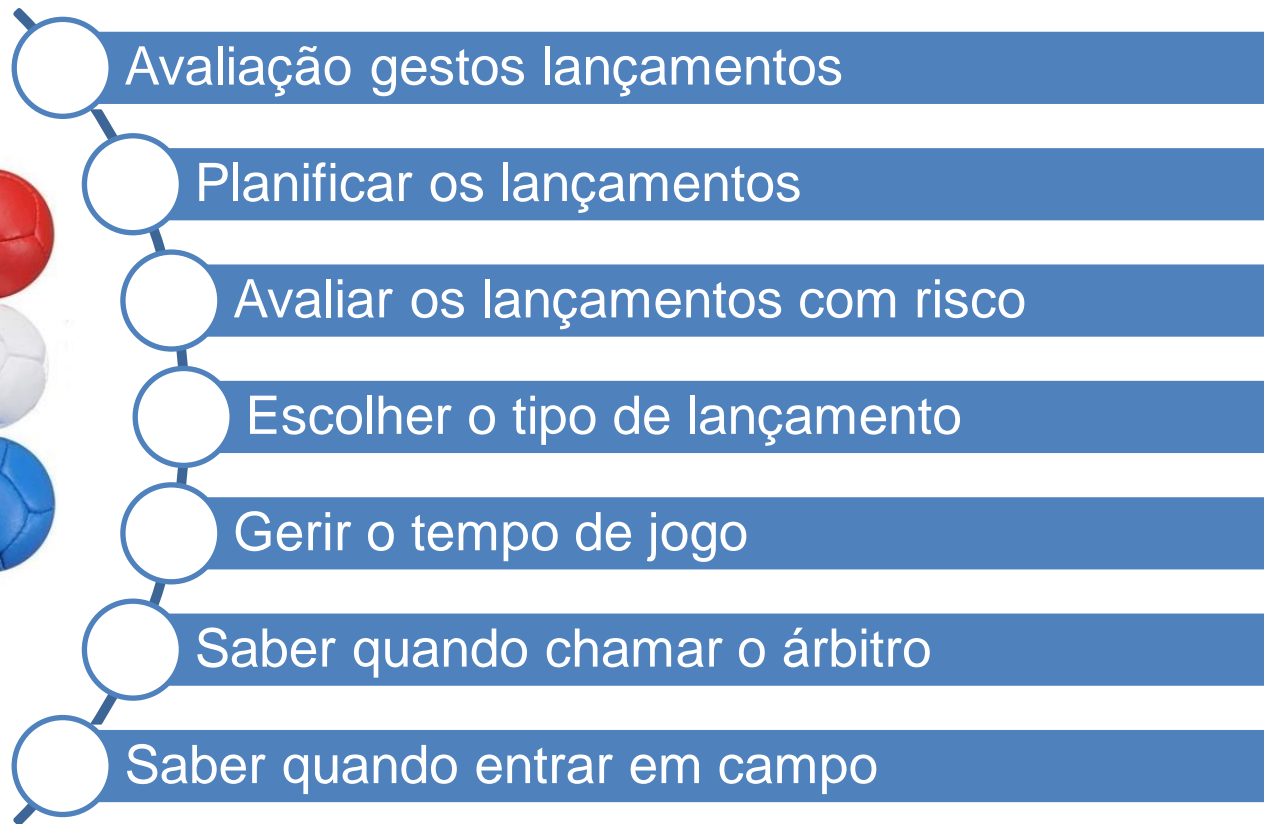 Avaliação gestos lançamentos
Planificar os lançamentos
Avaliar os lançamentos com risco
Escolher o tipo de lançamento
Gerir o tempo de jogo
Saber quando chamar o árbitro
Saber quando entrar em campo